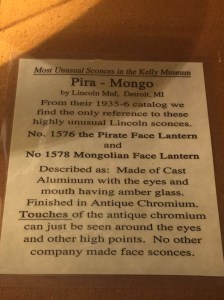 Most Unusual Sconces in the Kelly Museum
Pira - Mongo
by Lincoln Muf., Detroit, MI
From their 1935-6 catalog we
find the only reference to these
highly unusual Lincoln sconces.
No. 1576 the Pirate Face Lantern
and
No 1578 Mongolian Face Lantern
Described as: Made of Cast
Aluminum with the eyes and
mouth having amber glass.
Finished in Antique Chromium.
Touches of the antique chromium
can just be seen around the eyes
and other high points. No other
company made face sconces.